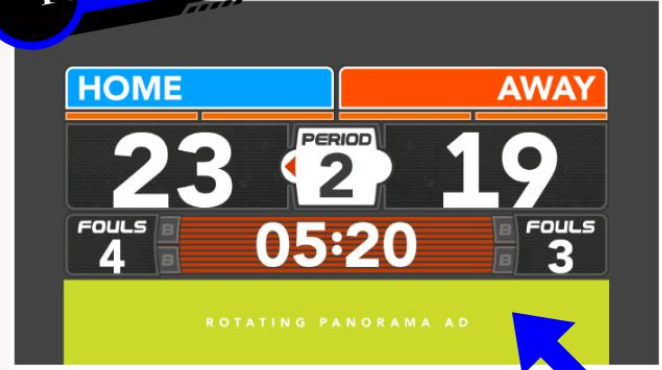 HOME AWAY
PERIOD
23 2 19
FOULS B B FOULS
4 05:20 3
B B
ROTATING PANORAMA AD